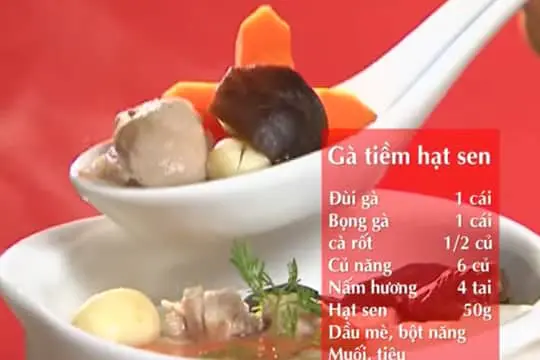 Gà tiềm hạt sen
Đùi gà 1 cái
Bọng gà 1 cái
cà rốt 1/2 củ
Củ năng 6 củ
Nấm hương 4 tai
Hạt sen 50g
Dầu mè, bột năng
Muối, tiêu